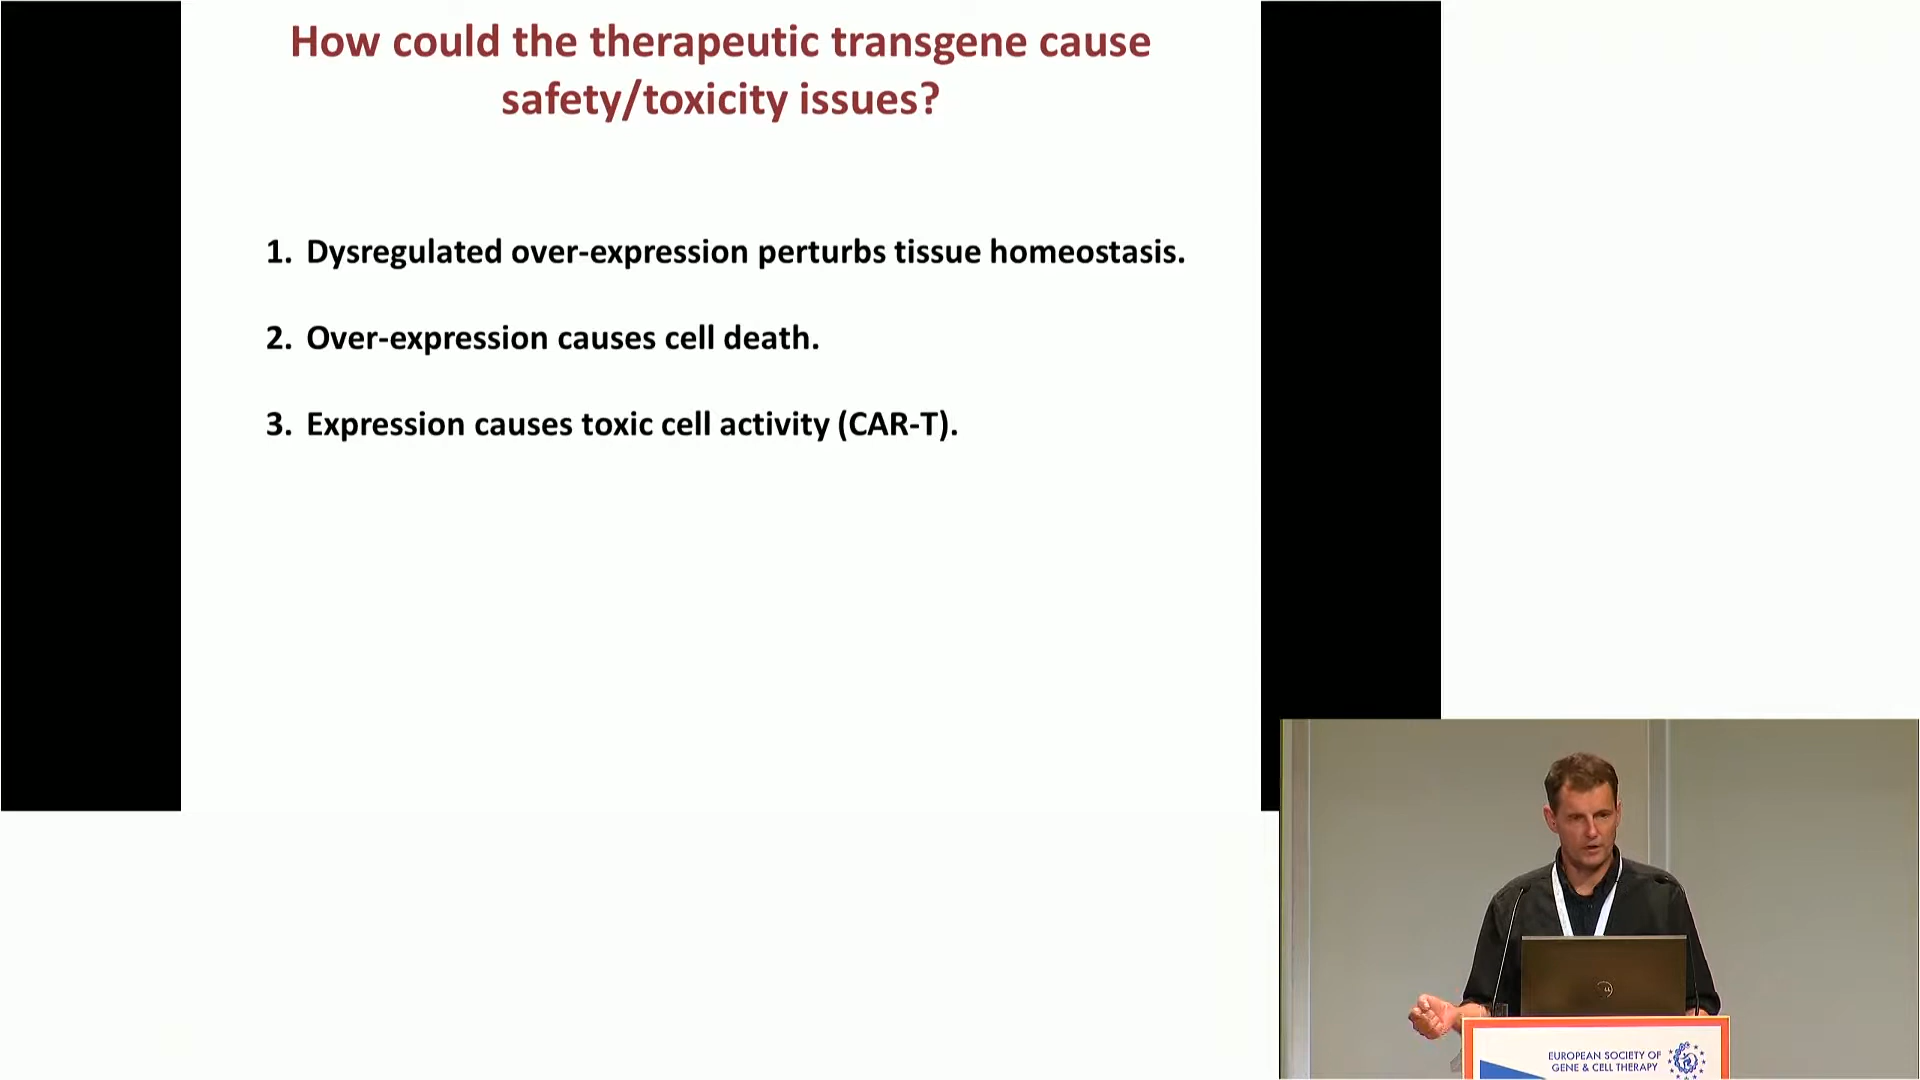 How could the therapeutic transgene cause
safety/toxicity issues?
1. Dysregulated over-expression perturbs tissue homeostasis.
2. Over-expression causes cell death.
3. Expression causes toxic cell activity (CAR-T).
EUROPEAN SOCIETY OF
GENE & CELL THERAPY